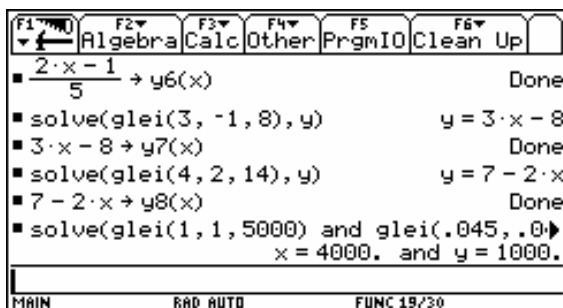 F1 F2 F3 F4 F5 F6
Algebra Calc Other PrgmIO Clean Up
2·x − 1
5 → y6(x) Done
solve(glei(3, ⁻1, 8), y) y = 3·x − 8
3·x − 8 → y7(x) Done
solve(glei(4, 2, 14), y) y = 7 − 2·x
7 − 2·x → y8(x) Done
solve(glei(1, 1, 5000) and glei(.045, .0
x = 4000. and y = 1000.
MAIN RAD AUTO FUNC 19/30